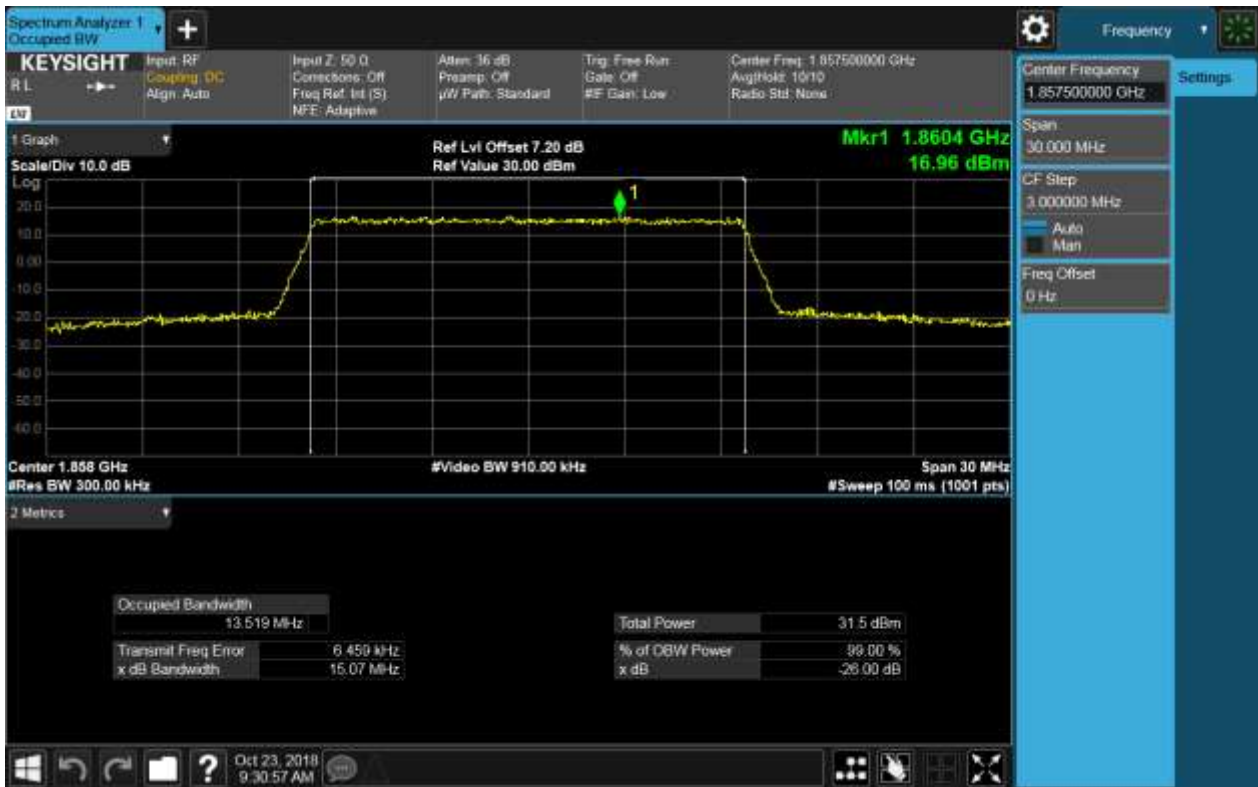 Spectrum Analyzer 1
Occupied BW
+
Frequency
KEYSIGHT
R L
LXI
Input: RF
Coupling: DC
Align: Auto
Input Z: 50 Ω
Corrections: Off
Freq Ref: Int (S)
NFE: Adaptive
Atten: 36 dB
Preamp: Off
µW Path: Standard
Trig: Free Run
Gate: Off
#IF Gain: Low
Center Freq: 1.857500000 GHz
Avg|Hold: 10/10
Radio Std: None
Center Frequency
1.857500000 GHz
Settings
Span
30.000 MHz
CF Step
3.000000 MHz
Auto
Man
Freq Offset
0 Hz
1 Graph
Scale/Div 10.0 dB
Ref Lvl Offset 7.20 dB
Ref Value 30.00 dBm
Mkr1 1.8604 GHz
16.96 dBm
Log
1
20.0
10.0
0.00
-10.0
-20.0
-30.0
-40.0
-50.0
-60.0
Center 1.858 GHz
#Video BW 910.00 kHz
Span 30 MHz
#Res BW 300.00 kHz
#Sweep 100 ms (1001 pts)
2 Metrics
Occupied Bandwidth
13.519 MHz
Total Power 31.5 dBm
Transmit Freq Error 6.459 kHz
% of OBW Power 99.00 %
x dB Bandwidth 15.07 MHz
x dB -26.00 dB
?
Oct 23, 2018
9:30:57 AM